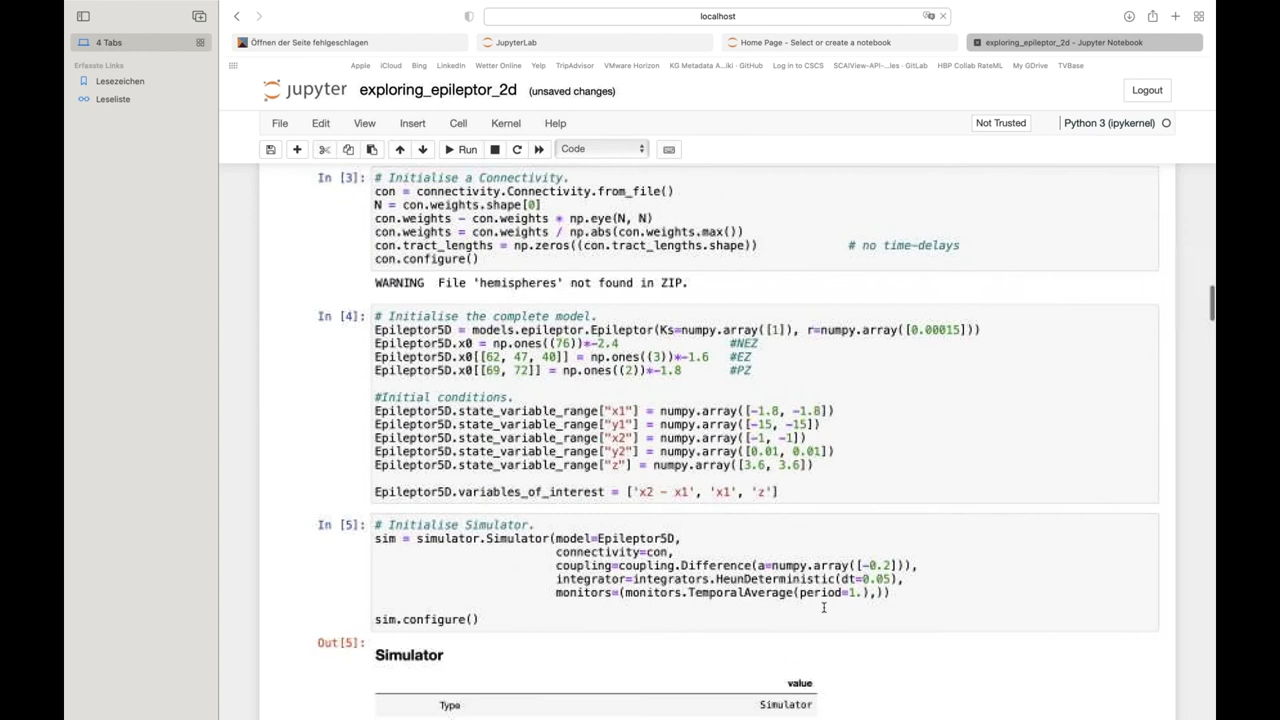 localhost
4 Tabs
Öffnen der Seite fehlgeschlagen
JupyterLab
Home Page - Select or create a notebook
exploring_epileptor_2d - Jupyter Notebook
Erfasste Links
Apple iCloud Bing LinkedIn Wetter Online Yelp TripAdvisor VMware Horizon KG Metadata A...iki · GitHub Log in to CSCS SCAIView-API-...les · GitLab HBP Collab RateML My GDrive TVBase
Lesezeichen
Leseliste
jupyter exploring_epileptor_2d (unsaved changes)
Logout
File Edit View Insert Cell Kernel Help
Not Trusted
Python 3 (ipykernel)
Run
Code
In [3]: # Initialise a Connectivity.
con = connectivity.Connectivity.from_file()
N = con.weights.shape[0]
con.weights - con.weights * np.eye(N, N)
con.weights = con.weights / np.abs(con.weights.max())
con.tract_lengths = np.zeros((con.tract_lengths.shape)) # no time-delays
con.configure()
WARNING File 'hemispheres' not found in ZIP.
In [4]: # Initialise the complete model.
Epileptor5D = models.epileptor.Epileptor(Ks=numpy.array([1]), r=numpy.array([0.00015]))
Epileptor5D.x0 = np.ones((76))*-2.4 #NEZ
Epileptor5D.x0[[62, 47, 40]] = np.ones((3))*-1.6 #EZ
Epileptor5D.x0[[69, 72]] = np.ones((2))*-1.8 #PZ
#Initial conditions.
Epileptor5D.state_variable_range["x1"] = numpy.array([-1.8, -1.8])
Epileptor5D.state_variable_range["y1"] = numpy.array([-15, -15])
Epileptor5D.state_variable_range["x2"] = numpy.array([-1, -1])
Epileptor5D.state_variable_range["y2"] = numpy.array([0.01, 0.01])
Epileptor5D.state_variable_range["z"] = numpy.array([3.6, 3.6])
Epileptor5D.variables_of_interest = ['x2 - x1', 'x1', 'z']
In [5]: # Initialise Simulator.
sim = simulator.Simulator(model=Epileptor5D,
connectivity=con,
coupling=coupling.Difference(a=numpy.array([-0.2])),
integrator=integrators.HeunDeterministic(dt=0.05),
monitors=(monitors.TemporalAverage(period=1.),))
sim.configure()
Out[5]:
Simulator
value
Type Simulator